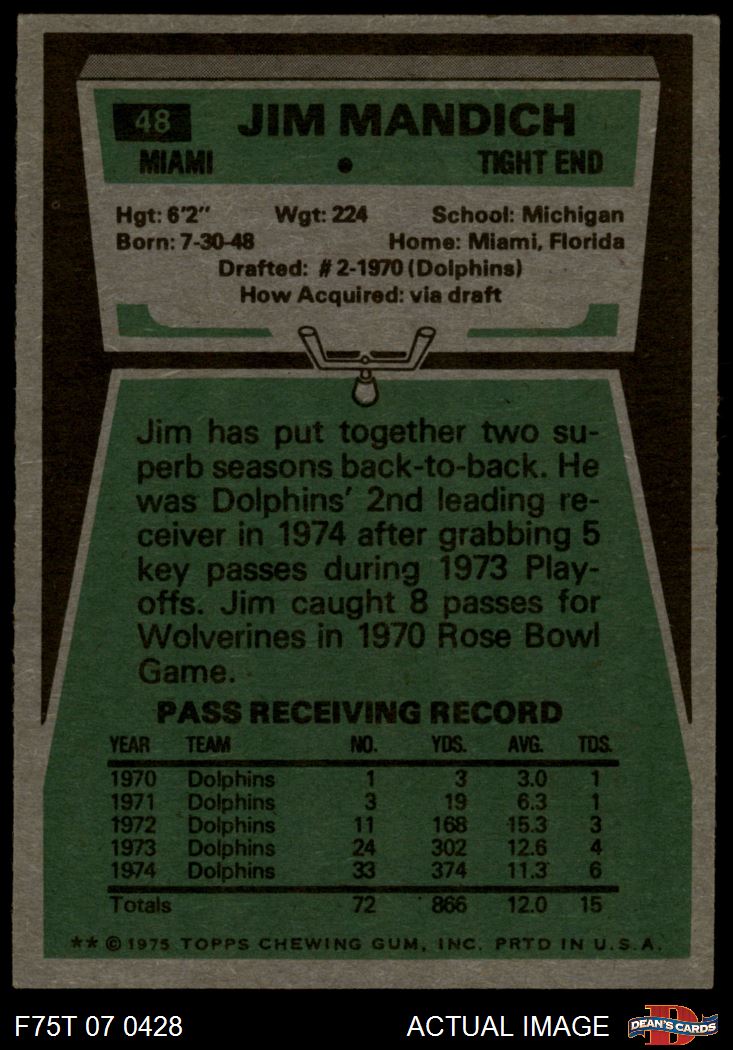 48 JIM MANDICH
MIAMI • TIGHT END
Hgt: 6'2" Wgt: 224 School: Michigan
Born: 7-30-48 Home: Miami, Florida
Drafted: #2-1970 (Dolphins)
How Acquired: via draft
Jim has put together two su-
perb seasons back-to-back. He
was Dolphins' 2nd leading re-
ceiver in 1974 after grabbing 5
key passes during 1973 Play-
offs. Jim caught 8 passes for
Wolverines in 1970 Rose Bowl
Game.
PASS RECEIVING RECORD
YEAR TEAM NO. YDS. AVG. TDS.
1970 Dolphins 1 3 3.0 1
1971 Dolphins 3 19 6.3 1
1972 Dolphins 11 168 15.3 3
1973 Dolphins 24 302 12.6 4
1974 Dolphins 33 374 11.3 6
Totals 72 866 12.0 15
** © 1975 TOPPS CHEWING GUM, INC. PRTD IN U.S.A.
F75T 07 0428 ACTUAL IMAGE D DEAN'S CARDS